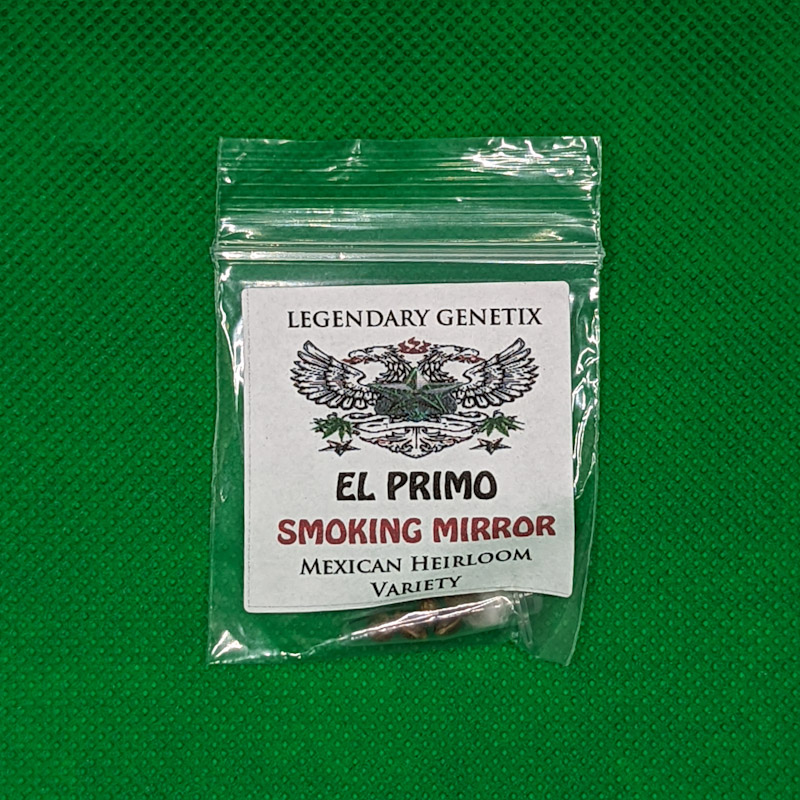 LEGENDARY GENETIX
EL PRIMO
SMOKING MIRROR
MEXICAN HEIRLOOM
VARIETY